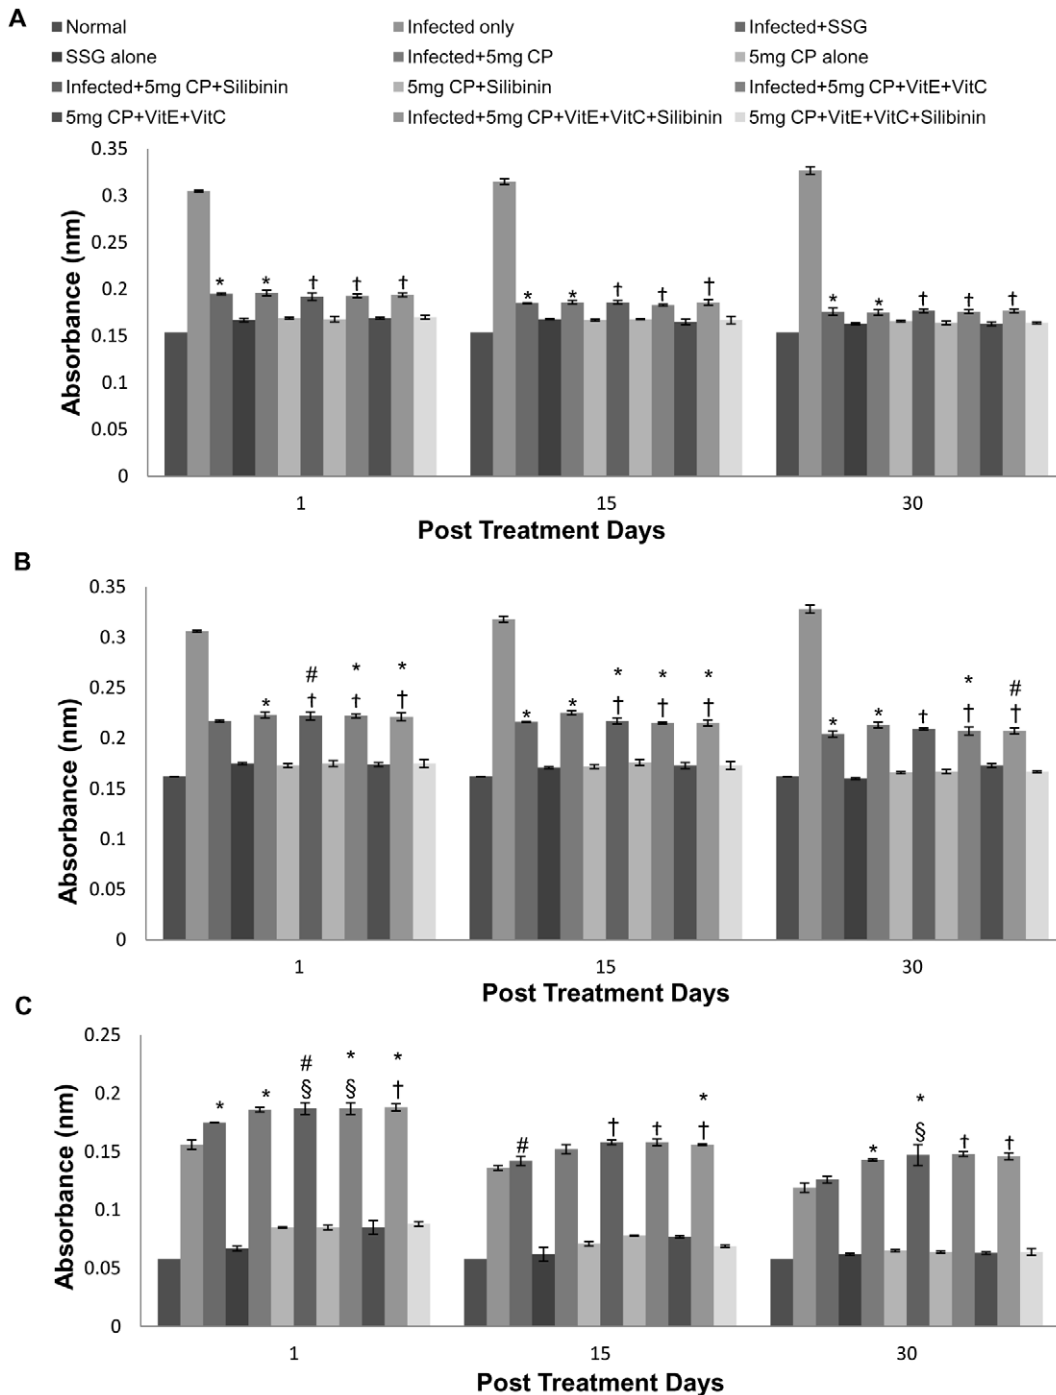 A
Normal Infected only Infected+SSG
SSG alone Infected+5mg CP 5mg CP alone
Infected+5mg CP+Silibinin 5mg CP+Silibinin Infected+5mg CP+VitE+VitC
5mg CP+VitE+VitC Infected+5mg CP+VitE+VitC+Silibinin 5mg CP+VitE+VitC+Silibinin
Absorbance (nm)
0.35
0.3
0.25
0.2
0.15
0.1
0.05
0
* * † † †
* * † † †
* * † † †
1 15 30
Post Treatment Days
B
Absorbance (nm)
0.35
0.3
0.25
0.2
0.15
0.1
0.05
0
# * *
* † † †
* * *
* * † † †
* #
* * † † †
1 15 30
Post Treatment Days
C
Absorbance (nm)
0.25
0.2
0.15
0.1
0.05
0
# * *
* * § § †
*
# † † †
*
* § † †
1 15 30
Post Treatment Days